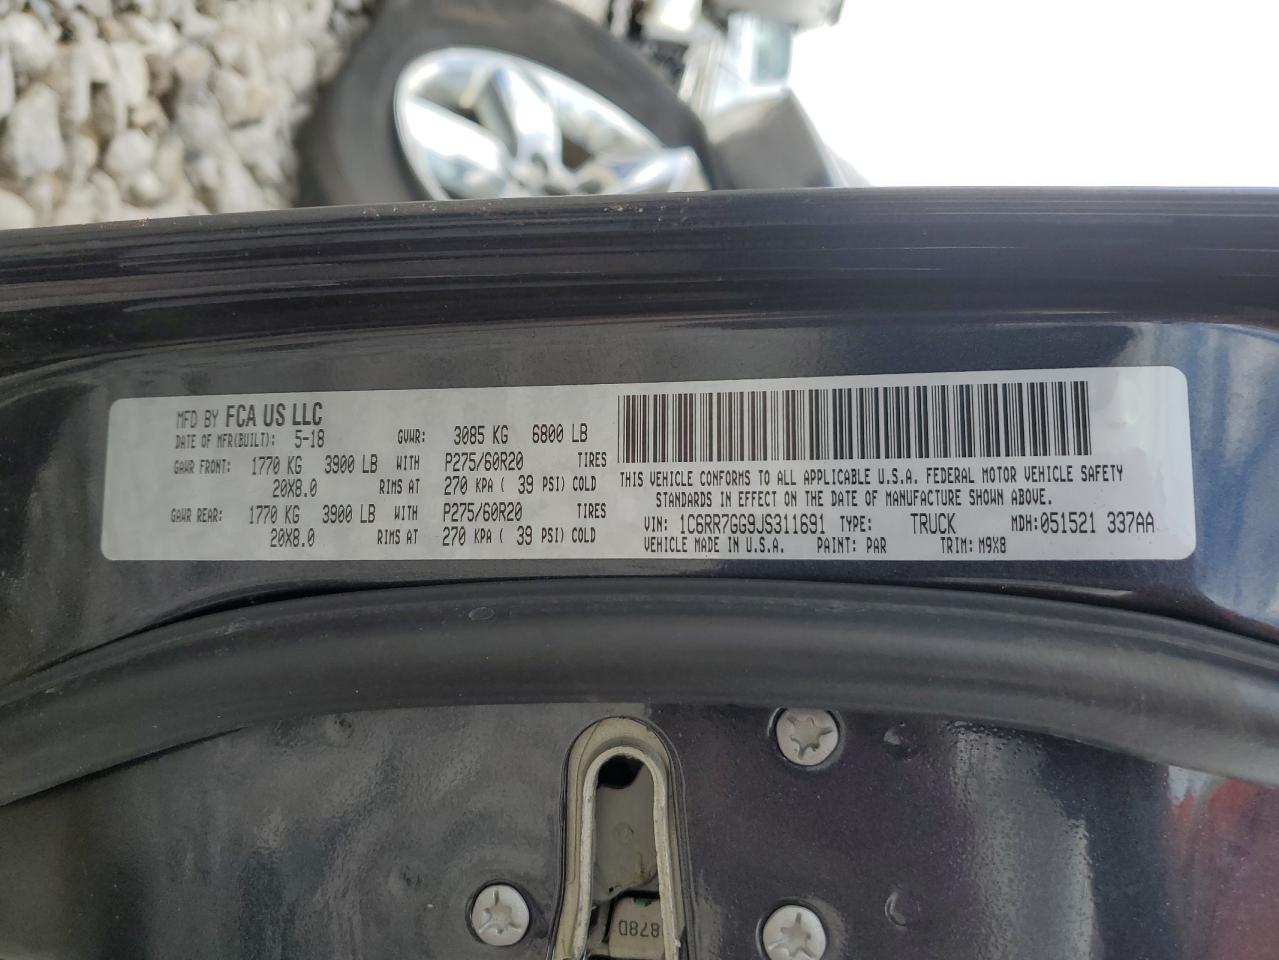 MFD BY FCA US LLC
DATE OF MFR(BUILT): 5-18 GVWR: 3085 KG 6800 LB
GAWR FRONT: 1770 KG 3900 LB WITH P275/60R20 TIRES
20X8.0 RIMS AT 270 KPA ( 39 PSI) COLD
GAWR REAR: 1770 KG 3900 LB WITH P275/60R20 TIRES
20X8.0 RIMS AT 270 KPA ( 39 PSI) COLD
THIS VEHICLE CONFORMS TO ALL APPLICABLE U.S.A. FEDERAL MOTOR VEHICLE SAFETY
STANDARDS IN EFFECT ON THE DATE OF MANUFACTURE SHOWN ABOVE.
VIN: 1C6RR7GG9JS311691 TYPE: TRUCK MDH:051521 337AA
VEHICLE MADE IN U.S.A. PAINT: PAR TRIM: M9X8
878D